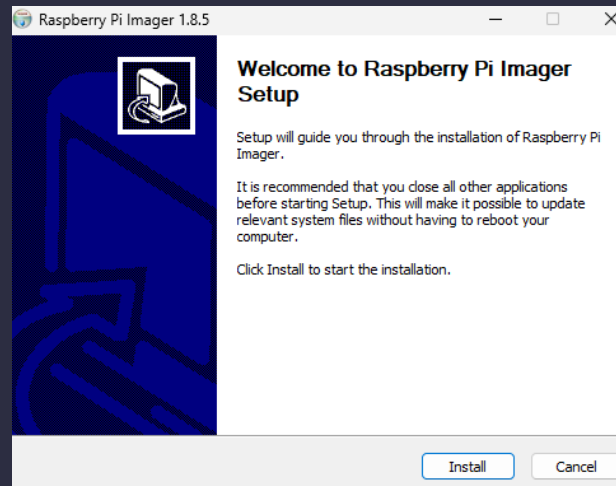 Raspberry Pi Imager 1.8.5
Welcome to Raspberry Pi Imager
Setup
Setup will guide you through the installation of Raspberry Pi
Imager.
It is recommended that you close all other applications
before starting Setup. This will make it possible to update
relevant system files without having to reboot your
computer.
Click Install to start the installation.
Install
Cancel